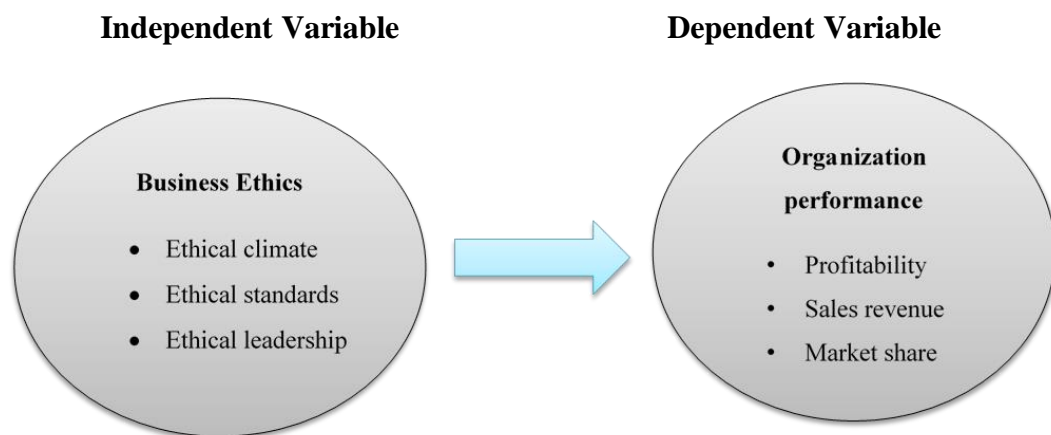 Independent Variable
Dependent Variable
Business Ethics
• Ethical climate
• Ethical standards
• Ethical leadership
Organization
performance
• Profitability
• Sales revenue
• Market share